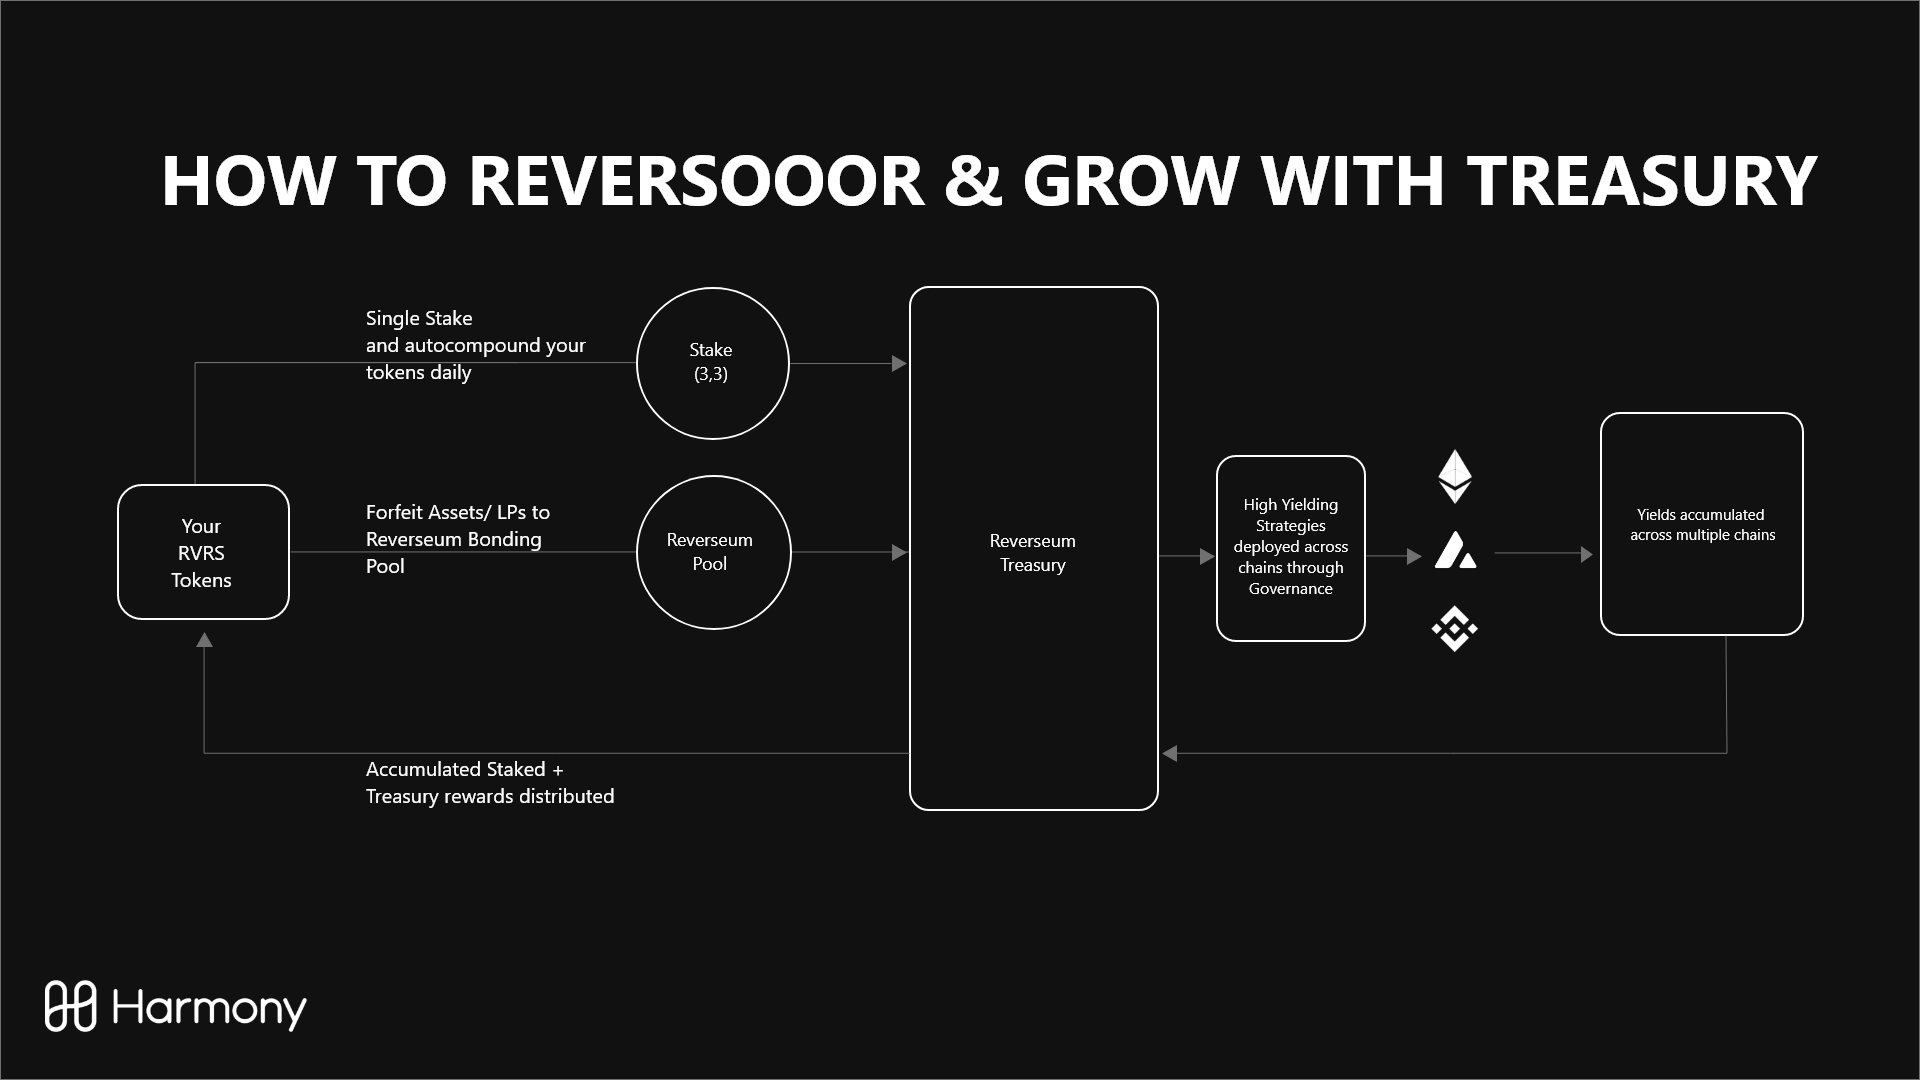 HOW TO REVERSOOOR & GROW WITH TREASURY
Single Stake
and autocompound your
tokens daily
Stake
(3,3)
Forfeit Assets/ LPs to
Reverseum Bonding
Pool
Your
RVRS
Tokens
Reverseum
Pool
Reverseum
Treasury
High Yielding
Strategies
deployed across
chains through
Governance
Yields accumulated
across multiple chains
Accumulated Staked +
Treasury rewards distributed
Harmony